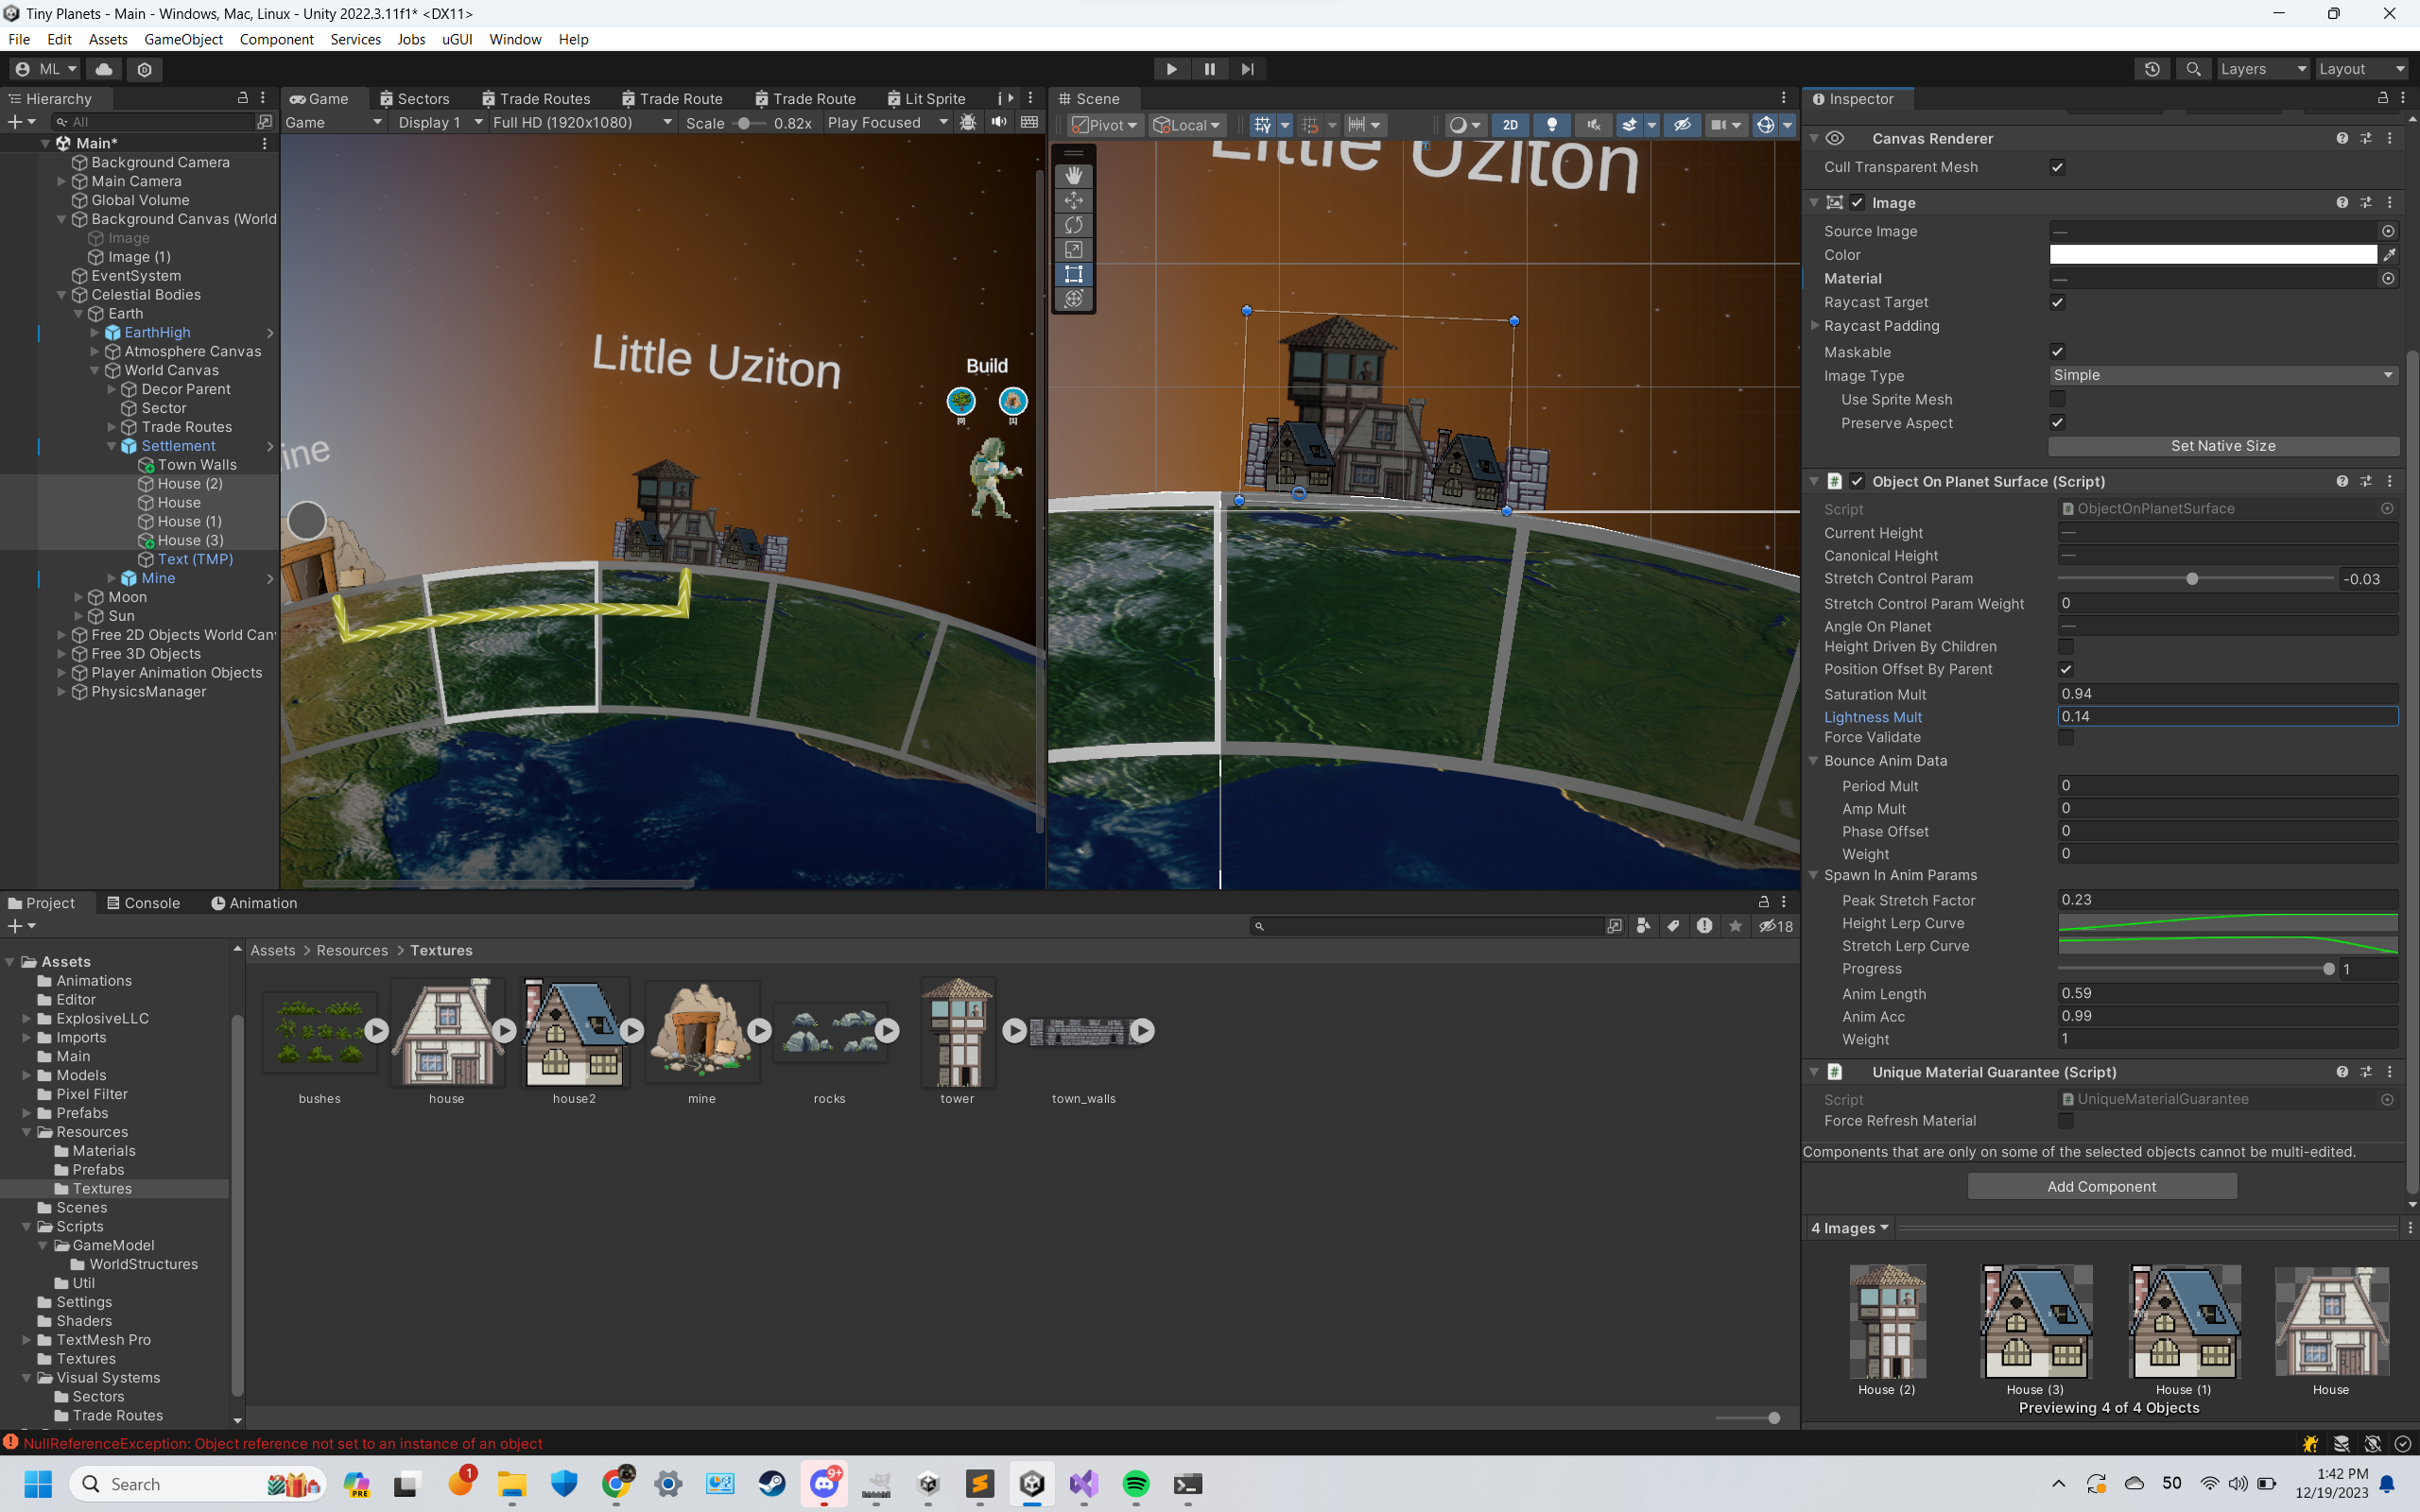 Tiny Planets - Main - Windows, Mac, Linux - Unity 2022.3.11f1* <DX11>
File Edit Assets GameObject Component Services Jobs uGUI Window Help
ML
Layers
Layout
Hierarchy
All
Main*
Background Camera
Main Camera
Global Volume
Background Canvas (World
Image
Image (1)
EventSystem
Celestial Bodies
Earth
EarthHigh
Atmosphere Canvas
World Canvas
Decor Parent
Sector
Trade Routes
Settlement
Town Walls
House (2)
House
House (1)
House (3)
Text (TMP)
Mine
Moon
Sun
Free 2D Objects World Can
Free 3D Objects
Player Animation Objects
PhysicsManager
Game Sectors Trade Routes Trade Route Trade Route Lit Sprite
Game Display 1 Full HD (1920x1080) Scale 0.82x Play Focused
Little Uziton
Build
[0] [1]
ine
Scene
Pivot Local 2D
Little Uziton
Inspector
Canvas Renderer
Cull Transparent Mesh
Image
Source Image —
Color
Material —
Raycast Target
Raycast Padding
Maskable
Image Type Simple
Use Sprite Mesh
Preserve Aspect
Set Native Size
Object On Planet Surface (Script)
Script ObjectOnPlanetSurface
Current Height —
Canonical Height —
Stretch Control Param -0.03
Stretch Control Param Weight 0
Angle On Planet —
Height Driven By Children
Position Offset By Parent
Saturation Mult 0.94
Lightness Mult 0.14
Force Validate
Bounce Anim Data
Period Mult 0
Amp Mult 0
Phase Offset 0
Weight 0
Spawn In Anim Params
Peak Stretch Factor 0.23
Height Lerp Curve
Stretch Lerp Curve
Progress 1
Anim Length 0.59
Anim Acc 0.99
Weight 1
Unique Material Guarantee (Script)
Script UniqueMaterialGuarantee
Force Refresh Material
Components that are only on some of the selected objects cannot be multi-edited.
Add Component
4 Images
House (2) House (3) House (1) House
Previewing 4 of 4 Objects
Project Console Animation
18
Assets
Animations
Editor
ExplosiveLLC
Imports
Main
Models
Pixel Filter
Prefabs
Resources
Materials
Prefabs
Textures
Scenes
Scripts
GameModel
WorldStructures
Util
Settings
Shaders
TextMesh Pro
Textures
Visual Systems
Sectors
Trade Routes
Assets > Resources > Textures
bushes house house2 mine rocks tower town_walls
NullReferenceException: Object reference not set to an instance of an object
Search
PRE
1
9+
50
1:42 PM
12/19/2023